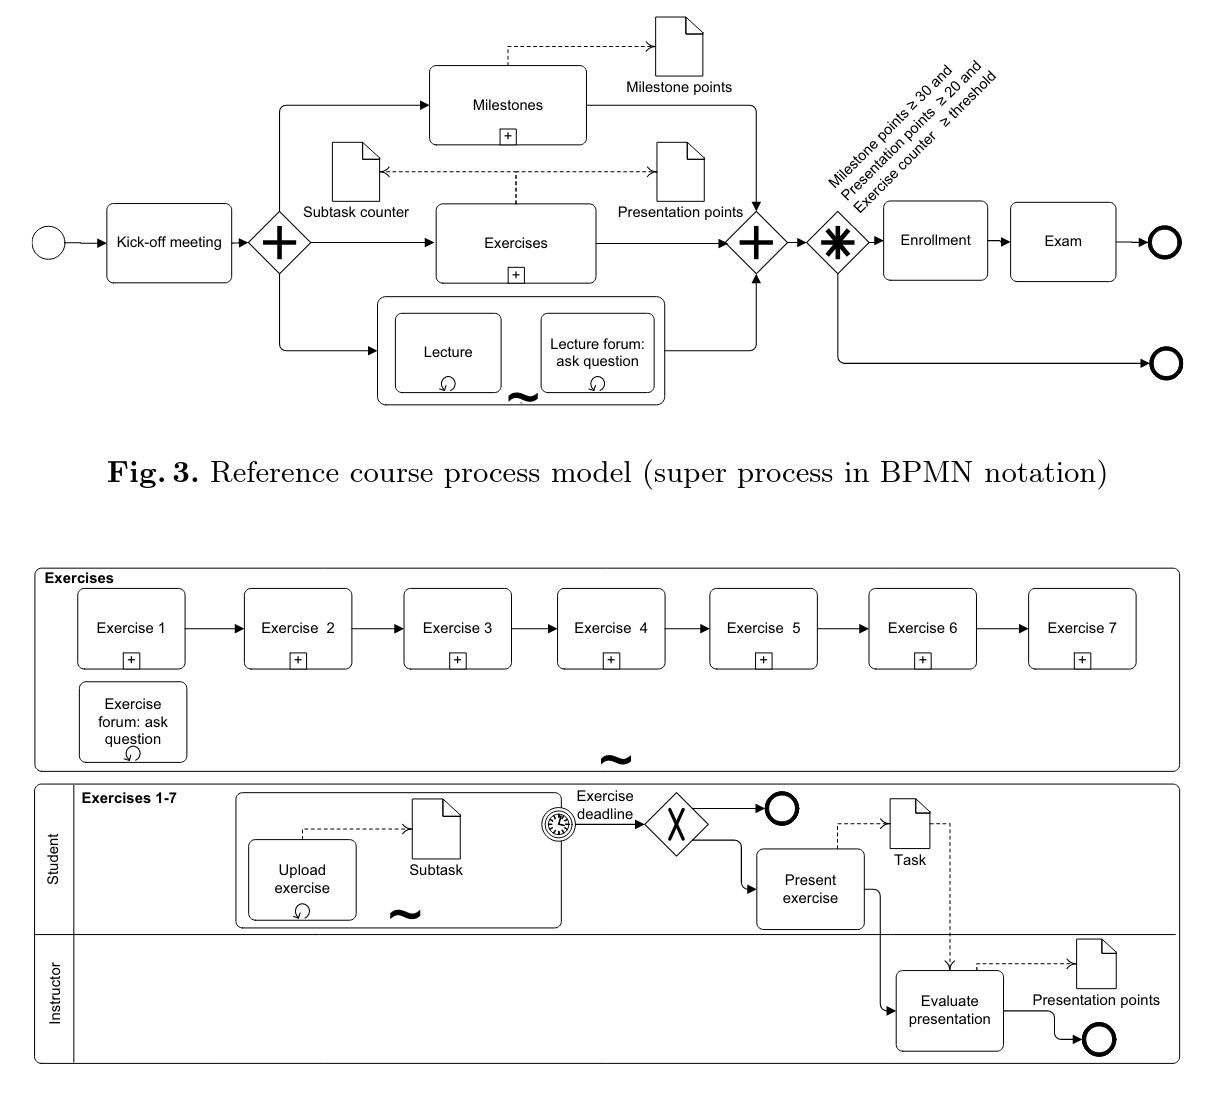 Milestone points
Milestones
Milestone points ≥ 30 and
Presentation points ≥ 20 and
Exercise counter ≥ threshold
Subtask counter
Presentation points
Kick-off meeting
Exercises
Enrollment
Exam
Lecture
Lecture forum:
ask question
Fig. 3. Reference course process model (super process in BPMN notation)
Exercises
Exercise 1
Exercise 2
Exercise 3
Exercise 4
Exercise 5
Exercise 6
Exercise 7
Exercise
forum: ask
question
Exercises 1-7
Student
Exercise
deadline
Upload
exercise
Subtask
Present
exercise
Task
Instructor
Evaluate
presentation
Presentation points